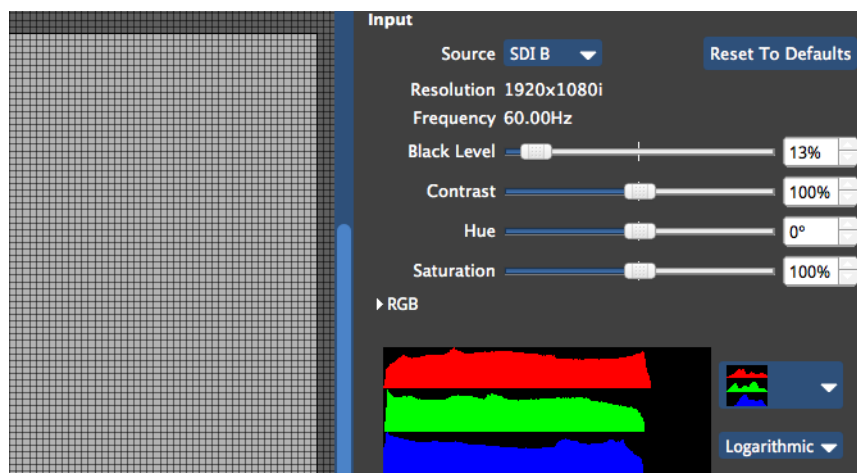 Input
Source SDI B Reset To Defaults
Resolution 1920x1080i
Frequency 60.00Hz
Black Level 13%
Contrast 100%
Hue 0°
Saturation 100%
RGB
Logarithmic